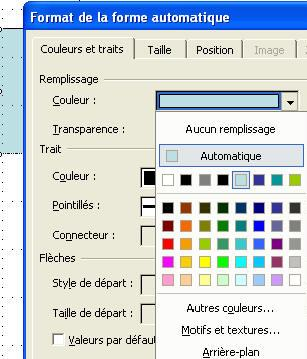 Format de la forme automatique
Couleurs et traits Taille Position Image
Remplissage
Couleur :
Aucun remplissage
Transparence :
Automatique
Trait
Couleur :
Pointillés :
Connecteur :
Flèches
Style de départ :
Autres couleurs...
Taille de départ :
Motifs et textures...
Valeurs par défaut
Arrière-plan